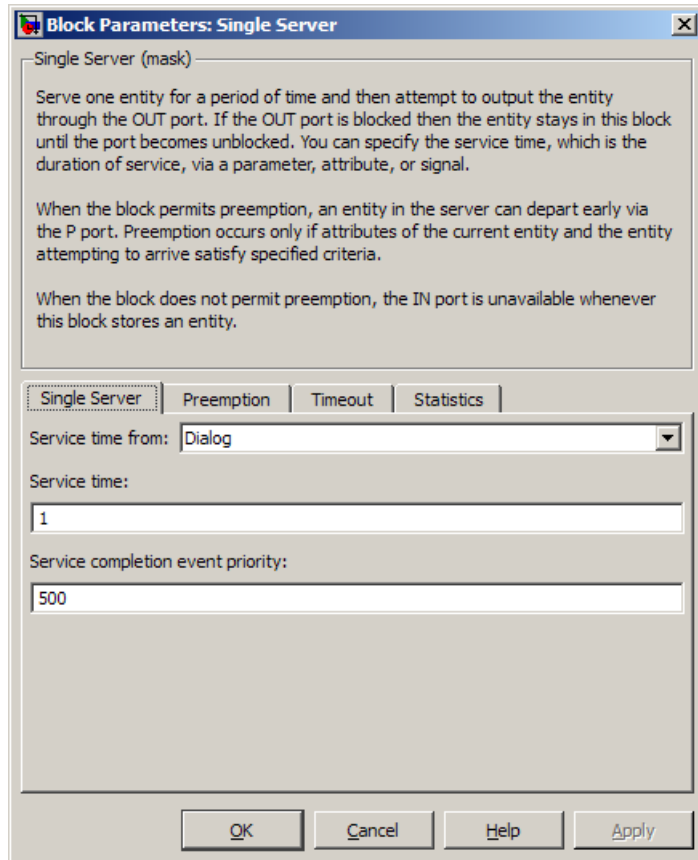 Block Parameters: Single Server
Single Server (mask)
Serve one entity for a period of time and then attempt to output the entity
through the OUT port. If the OUT port is blocked then the entity stays in this block
until the port becomes unblocked. You can specify the service time, which is the
duration of service, via a parameter, attribute, or signal.
When the block permits preemption, an entity in the server can depart early via
the P port. Preemption occurs only if attributes of the current entity and the entity
attempting to arrive satisfy specified criteria.
When the block does not permit preemption, the IN port is unavailable whenever
this block stores an entity.
Single Server Preemption Timeout Statistics
Service time from: Dialog
Service time:
1
Service completion event priority:
500
OK Cancel Help Apply